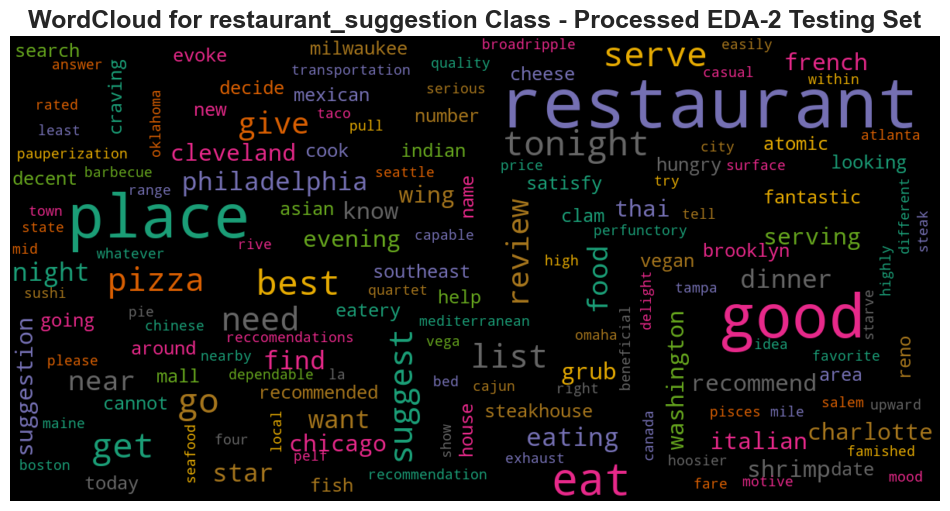 WordCloud for restaurant_suggestion Class - Processed EDA-2 Testing Set
search evoke milwaukee broadripple serve easily french
answer transportation quality cheese casual within
craving decide mexican serious restaurant
rated oklahoma new taco give pull number tonight city atomic atlanta
least cleveland cook indian price hungry surface looking
pauperization
decent barbecue philadelphia seattle wing name satisfy try fantastic different steak
range asian know review clam thai tell
town place evening capable perfunctory serving
state rive
mid whatever southeast high food vegan brooklyn highly
night pizza best quartet delight tampa dinner
sushi help
going pie chinese need eatery mediterranean omaha good starve
suggestion around nearby reccomendations find suggest vega list beneficial washington idea favorite reno
please near mall dependable la bed cajun grub right recommend area
cannot go recommended steakhouse pisces mile salem upward
maine want house eating canada italian charlotte
boston get seafood four local chicago pelf show exhaust hoosier famished
today star fish recommendation eat fare motive shrimp date mood